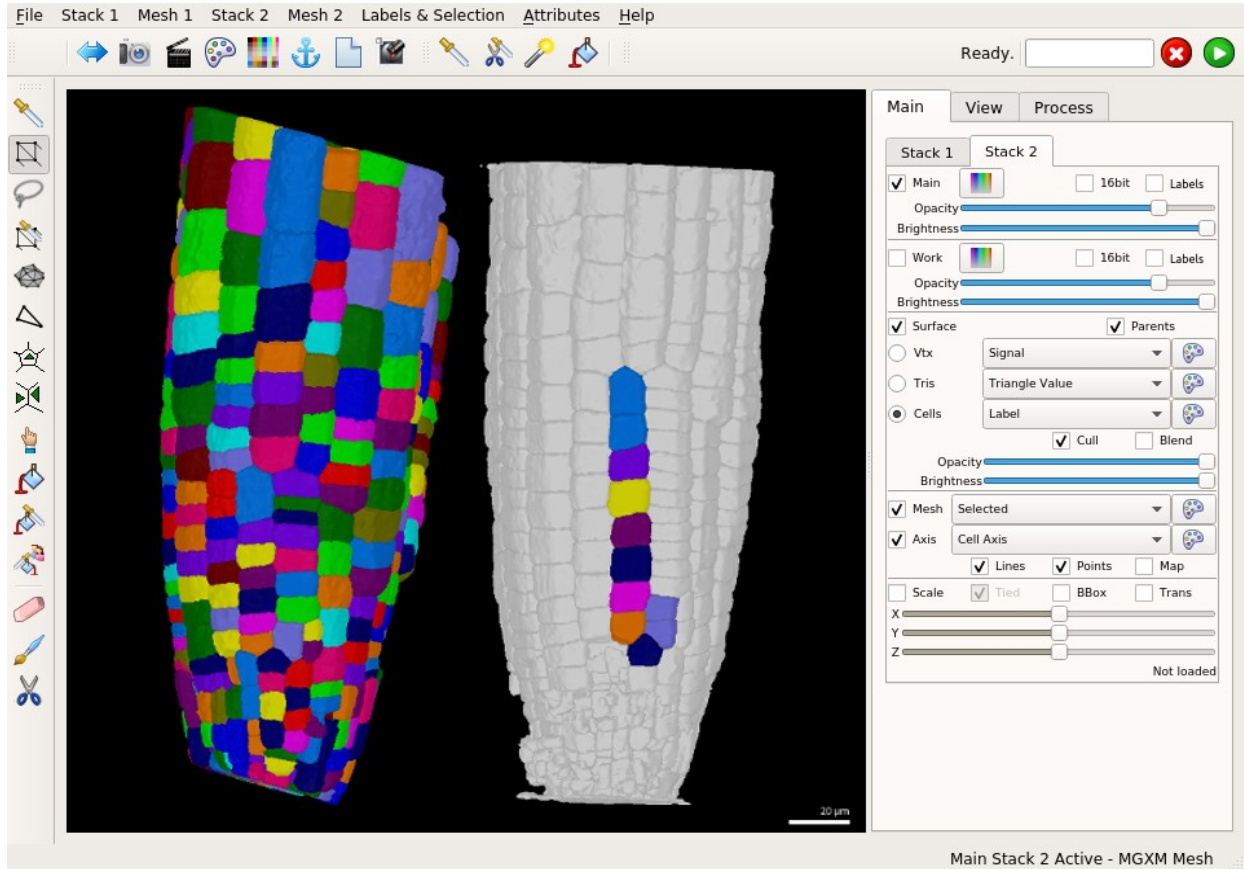 File Stack 1 Mesh 1 Stack 2 Mesh 2 Labels & Selection Attributes Help
Ready.
Main View Process
Stack 1 Stack 2
Main 16bit Labels
Opacity
Brightness
Work 16bit Labels
Opacity
Brightness
Surface Parents
Vtx Signal
Tris Triangle Value
Cells Label
Cull Blend
Opacity
Brightness
Mesh Selected
Axis Cell Axis
Lines Points Map
Scale Tied BBox Trans
X
Y
Z
Not loaded
20 μm
Main Stack 2 Active - MGXM Mesh